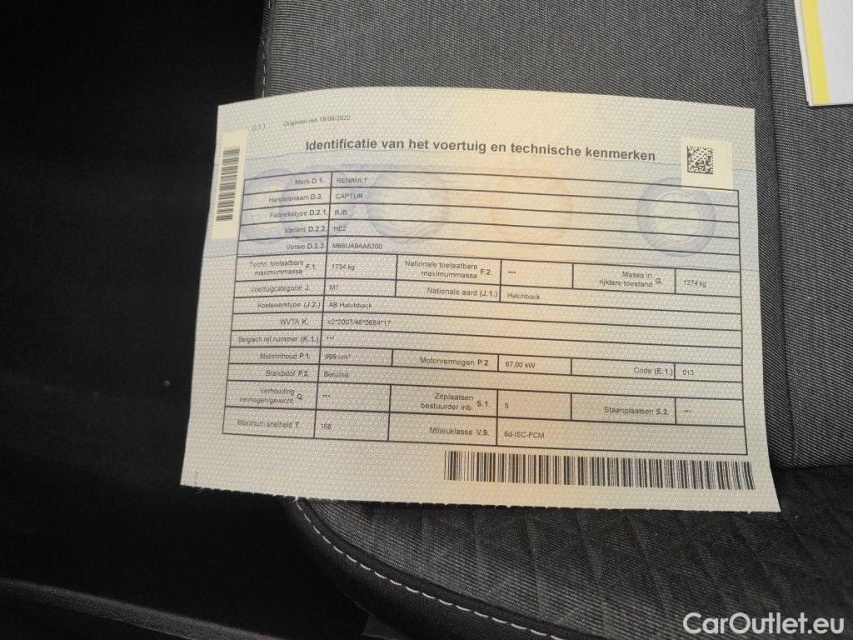 (I/1.) Origineel van 19/08/2022
Identificatie van het voertuig en technische kenmerken
Merk D.1. RENAULT
Handelsnaam D.3. CAPTUR
Fabriekstype D.2.1. RJB
Variant D.2.2. HE2
Versie D.2.3. M66UA9AA6200
Techn. toelaatbare maximummassa F.1. 1734 kg Nationale toelaatbare maximummassa F.2 --- Massa in rijklare toestand G. 1274 kg
Voertuigcategorie J. M1 Nationale aard (J.1.) Hatchback
Koetswerktype (J.2.) AB Hatchback
WVTA K. e2*2007/46*0684*17
Belgisch ref.nummer (K.1.) ---
Motorinhoud P.1. 999 cm³ Motorvermogen P.2 67,00 kW Code (E.1.) 013
Brandstof P.3. Benzine
Verhouding vermogen/gewicht Q. --- Zitplaatsen bestuurder inb. S.1. 5 Staanplaatsen S.2. ---
Maximum snelheid T. 168 Milieuklasse V.9. 6d-ISC-FCM
CarOutlet.eu